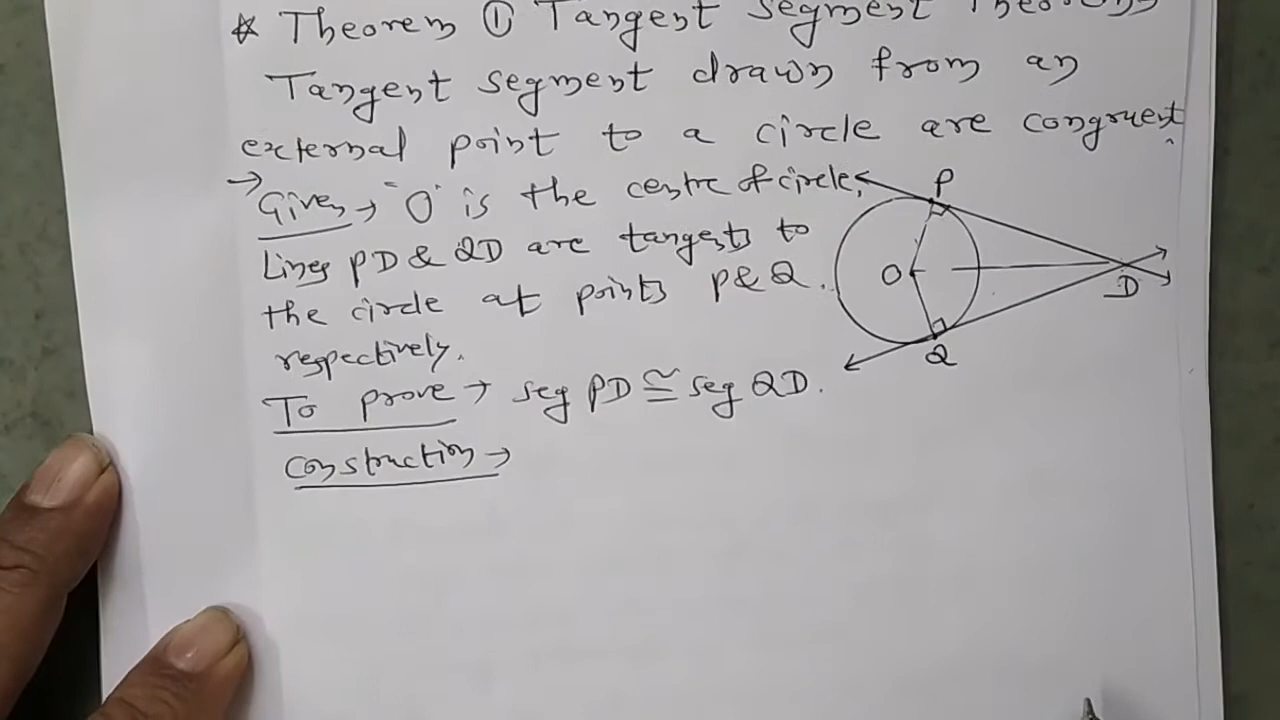 * Theorem ① Tangent segment Theorem
Tangent segment drawn from an
external point to a circle are congruent.
→ Given → "O" is the centre of circle,
Lines PD & QD are tangents to
the circle at points P & Q.
respectively.
To prove → seg PD ≅ seg QD.
Construction →
P
O
D
Q